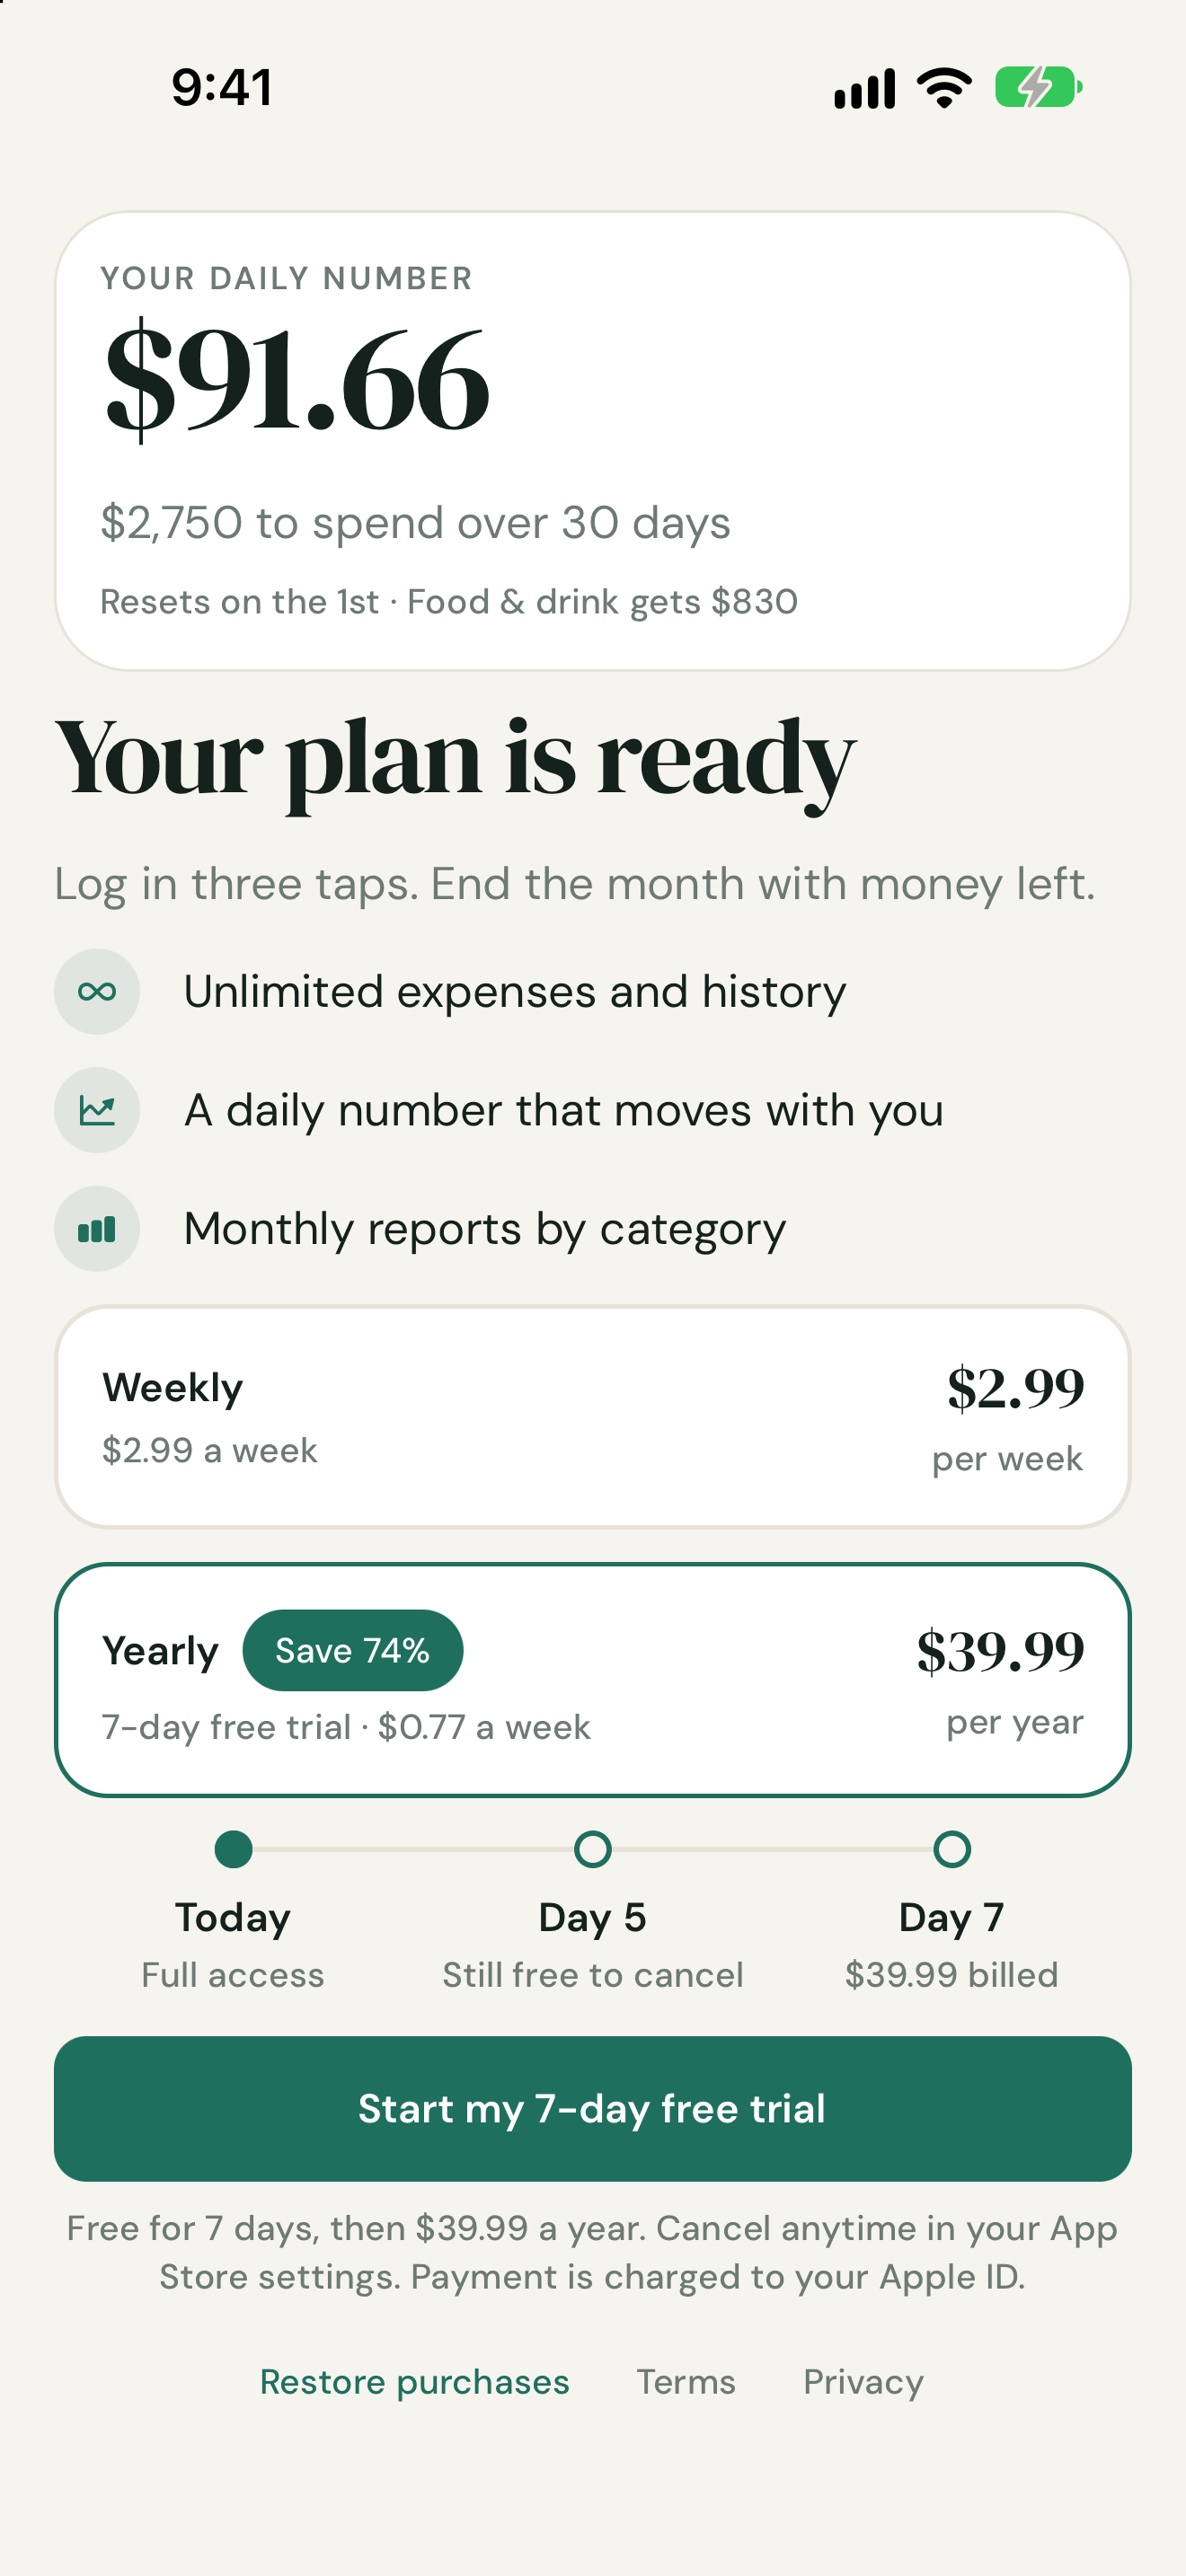 9:41
YOUR DAILY NUMBER
$91.66
$2,750 to spend over 30 days
Resets on the 1st · Food & drink gets $830
Your plan is ready
Log in three taps. End the month with money left.
Unlimited expenses and history
A daily number that moves with you
Monthly reports by category
Weekly
$2.99
$2.99 a week
per week
Yearly
Save 74%
$39.99
7-day free trial · $0.77 a week
per year
Today
Day 5
Day 7
Full access
Still free to cancel
$39.99 billed
Start my 7-day free trial
Free for 7 days, then $39.99 a year. Cancel anytime in your App
Store settings. Payment is charged to your Apple ID.
Restore purchases
Terms
Privacy